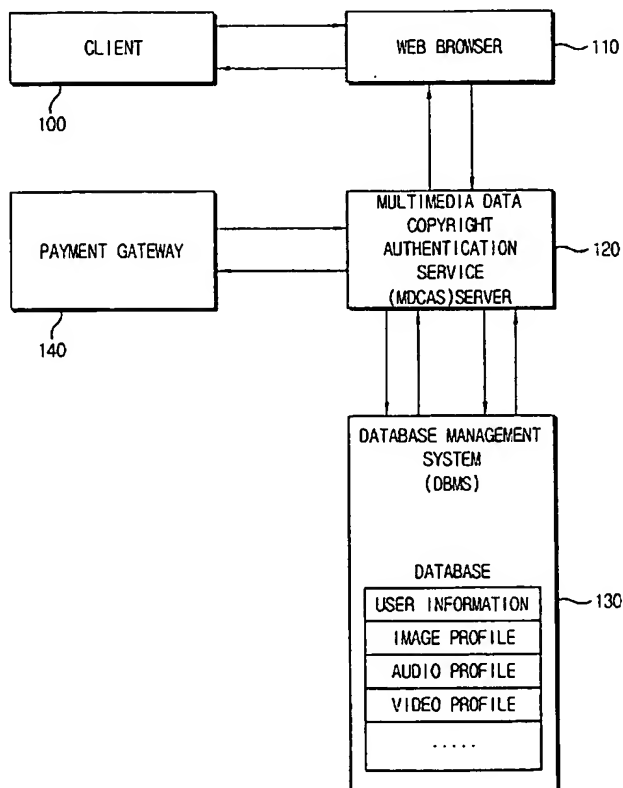 CLIENT
100
WEB BROWSER
110
PAYMENT GATEWAY
140
MULTIMEDIA DATA
COPYRIGHT
AUTHENTICATION
SERVICE
(MDCAS)SERVER
120
DATABASE MANAGEMENT
SYSTEM
(DBMS)
DATABASE
USER INFORMATION
IMAGE PROFILE
AUDIO PROFILE
VIDEO PROFILE
.....
130